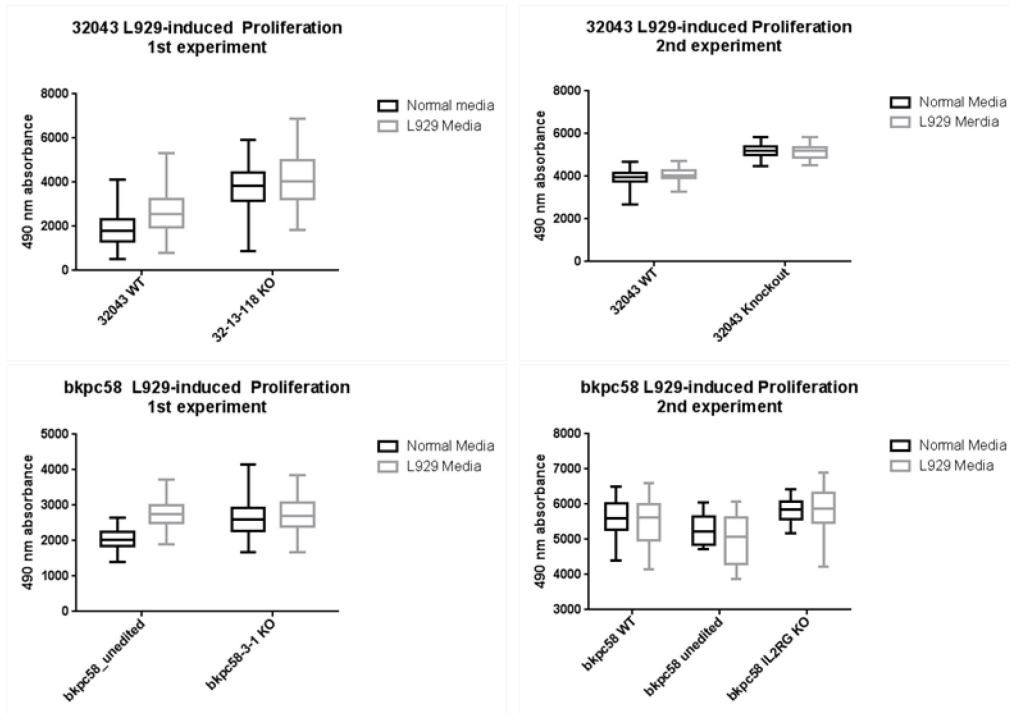 32043 L929-induced Proliferation
1st experiment
8000
6000
4000
2000
0
490 nm absorbance
Normal media
L929 Media
32043 WT
32-13-118 KO
32043 L929-induced Proliferation
2nd experiment
8000
6000
4000
2000
0
490 nm absorbance
Normal Media
L929 Merdia
32043 WT
32043 Knockout
bkpc58 L929-induced Proliferation
1st experiment
5000
4000
3000
2000
1000
0
490 nm absorbance
Normal Media
L929 Media
bkpc58_unedited
bkpc58-3-1 KO
bkpc58 L929-induced Proliferation
2nd experiment
8000
7000
6000
5000
4000
3000
490 nm absorbance
Normal Media
L929 Media
bkpc58 WT
bkpc58 unedited
bkpc58 IL2RG KO